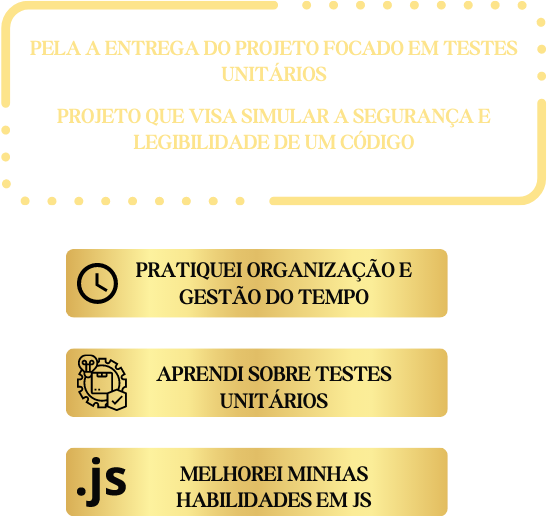 PELA A ENTREGA DO PROJETO FOCADO EM TESTES
UNITÁRIOS
PROJETO QUE VISA SIMULAR A SEGURANÇA E
LEGIBILIDADE DE UM CÓDIGO
PRATIQUEI ORGANIZAÇÃO E
GESTÃO DO TEMPO
APRENDI SOBRE TESTES
UNITÁRIOS
.js
MELHOREI MINHAS
HABILIDADES EM JS